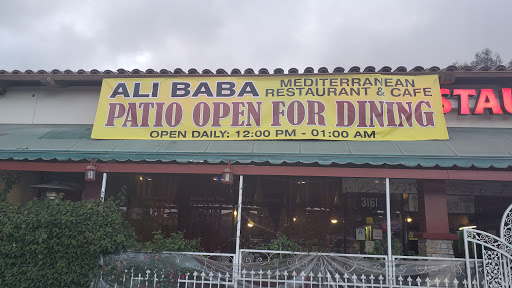 ALI BABA MEDITERRANEAN
RESTAURANT & CAFE
PATIO OPEN FOR DINING
OPEN DAILY: 12:00 PM - 01:00 AM
STAU
3161